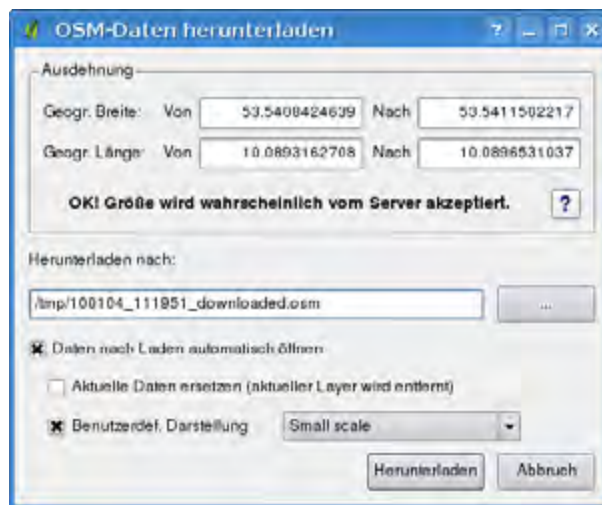 OSM-Daten herunterladen
Ausdehnung
Geogr. Breite: Von 53.5408424639 Nach 53.5411502217
Geogr. Länge: Von 10.0893162708 Nach 10.0896531037
OK! Größe wird wahrscheinlich vom Server akzeptiert. ?
Herunterladen nach:
/tmp/100104_111951_downloaded.osm ...
Daten nach Laden automatisch öffnen
Aktuelle Daten ersetzen (aktueller Layer wird entfernt)
Benutzerdef. Darstellung Small scale
Herunterladen Abbruch